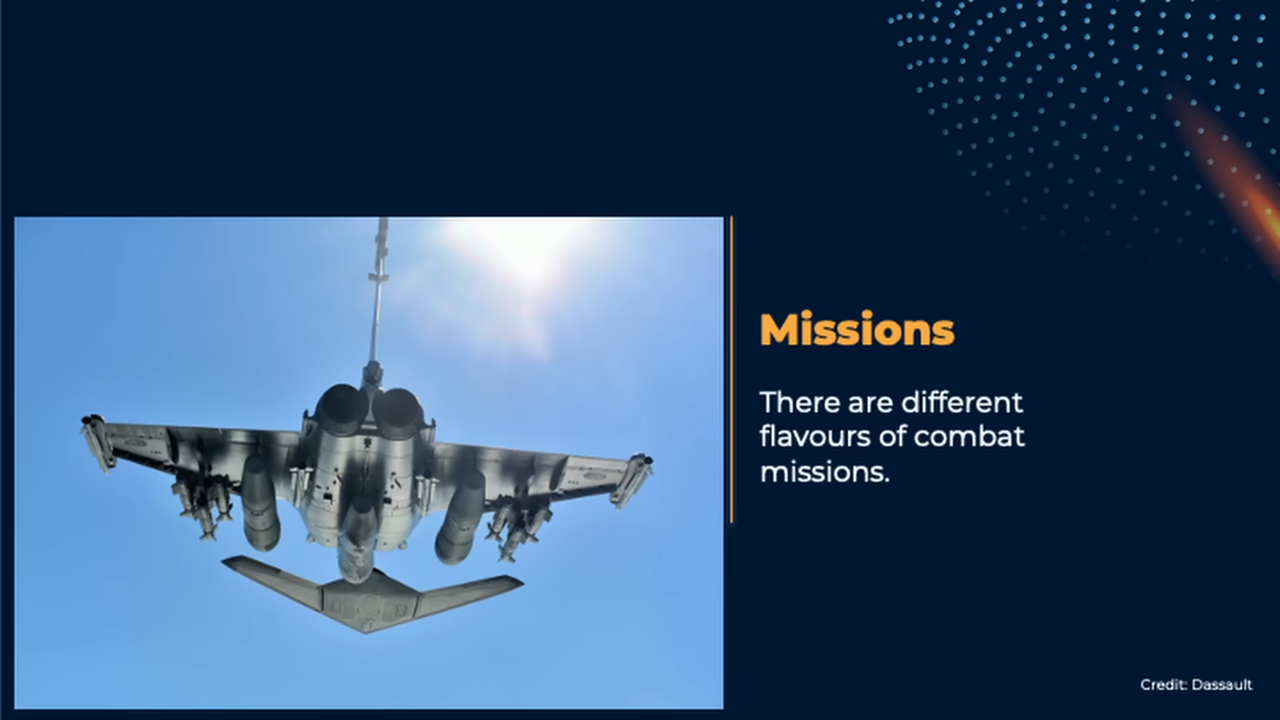 Missions
There are different
flavours of combat
missions.
Credit: Dassault